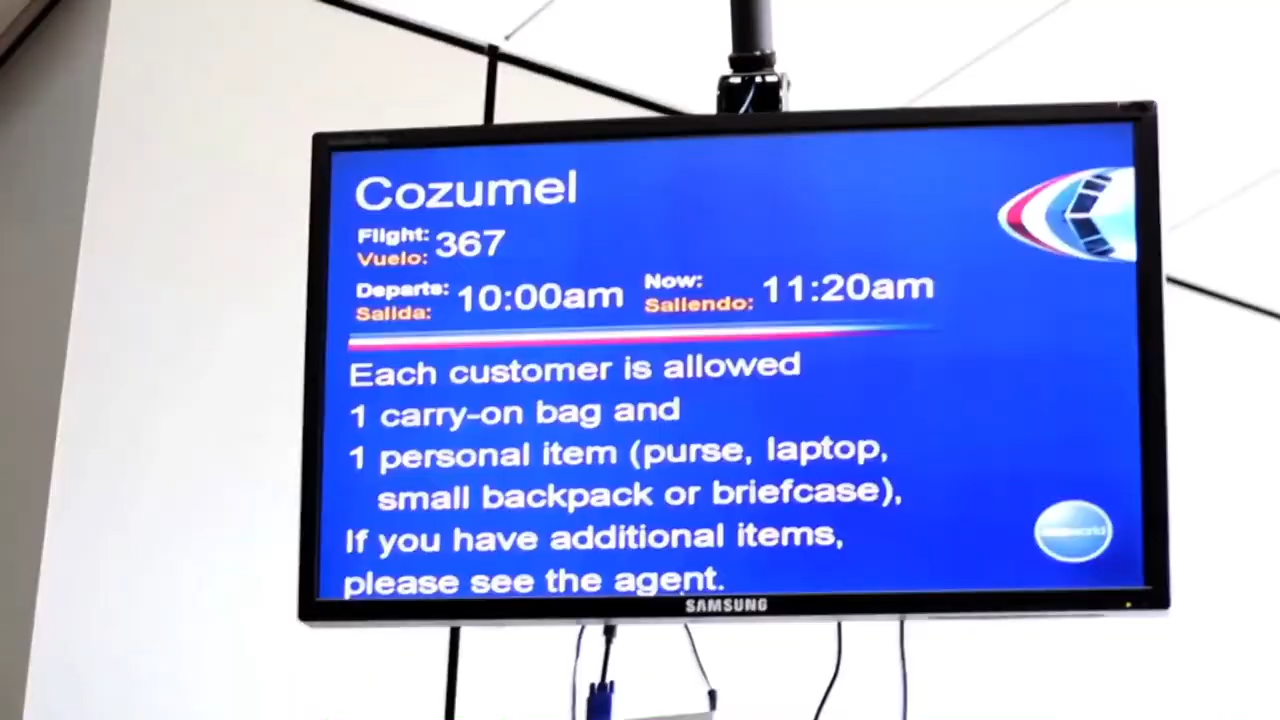 Cozumel
Flight: 367
Vuelo:
Departs: 10:00am Now: 11:20am
Salida: Saliendo:
Each customer is allowed
1 carry-on bag and
1 personal item (purse, laptop,
small backpack or briefcase),
If you have additional items,
please see the agent.
SAMSUNG